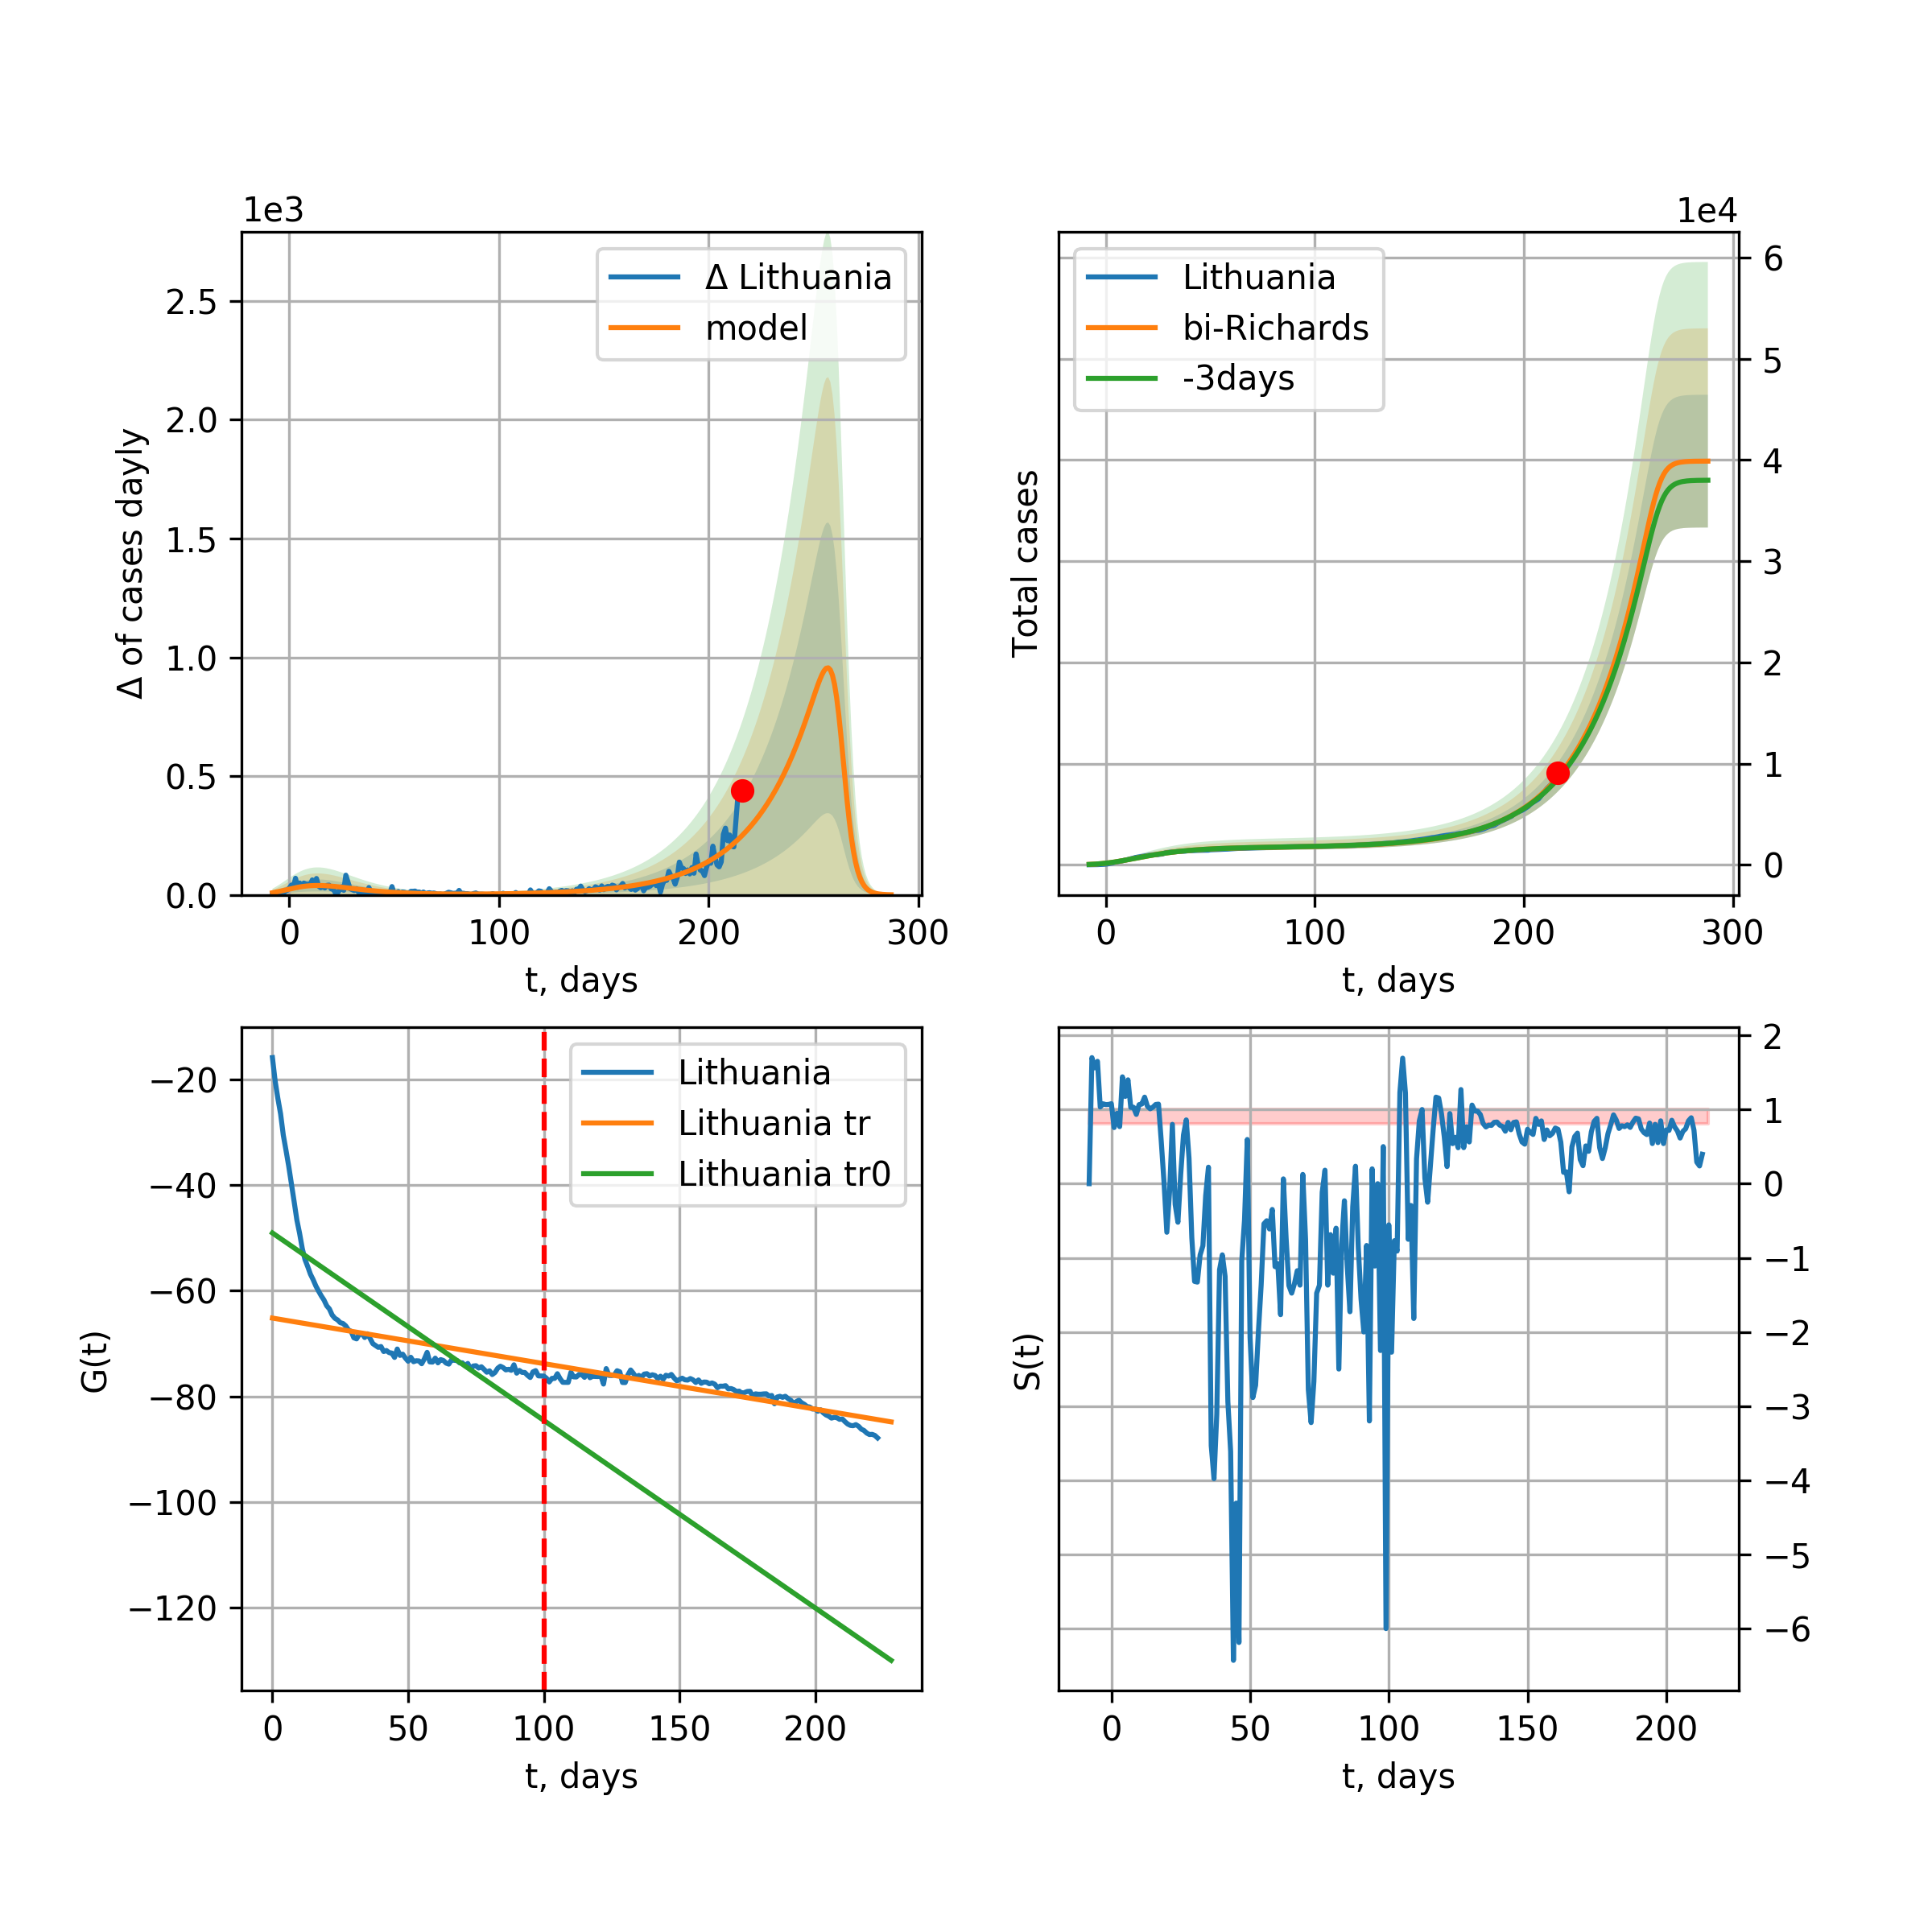 1e3
Δ of cases dayly
2.5
2.0
1.5
1.0
0.5
0.0
Δ Lithuania
model
0 100 200 300
t, days
1e4
Total cases
Lithuania
bi-Richards
-3days
6
5
4
3
2
1
0
0 100 200 300
t, days
G(t)
−20
−40
−60
−80
−100
−120
Lithuania
Lithuania tr
Lithuania tr0
0 50 100 150 200
t, days
S(t)
2
1
0
−1
−2
−3
−4
−5
−6
0 50 100 150 200
t, days